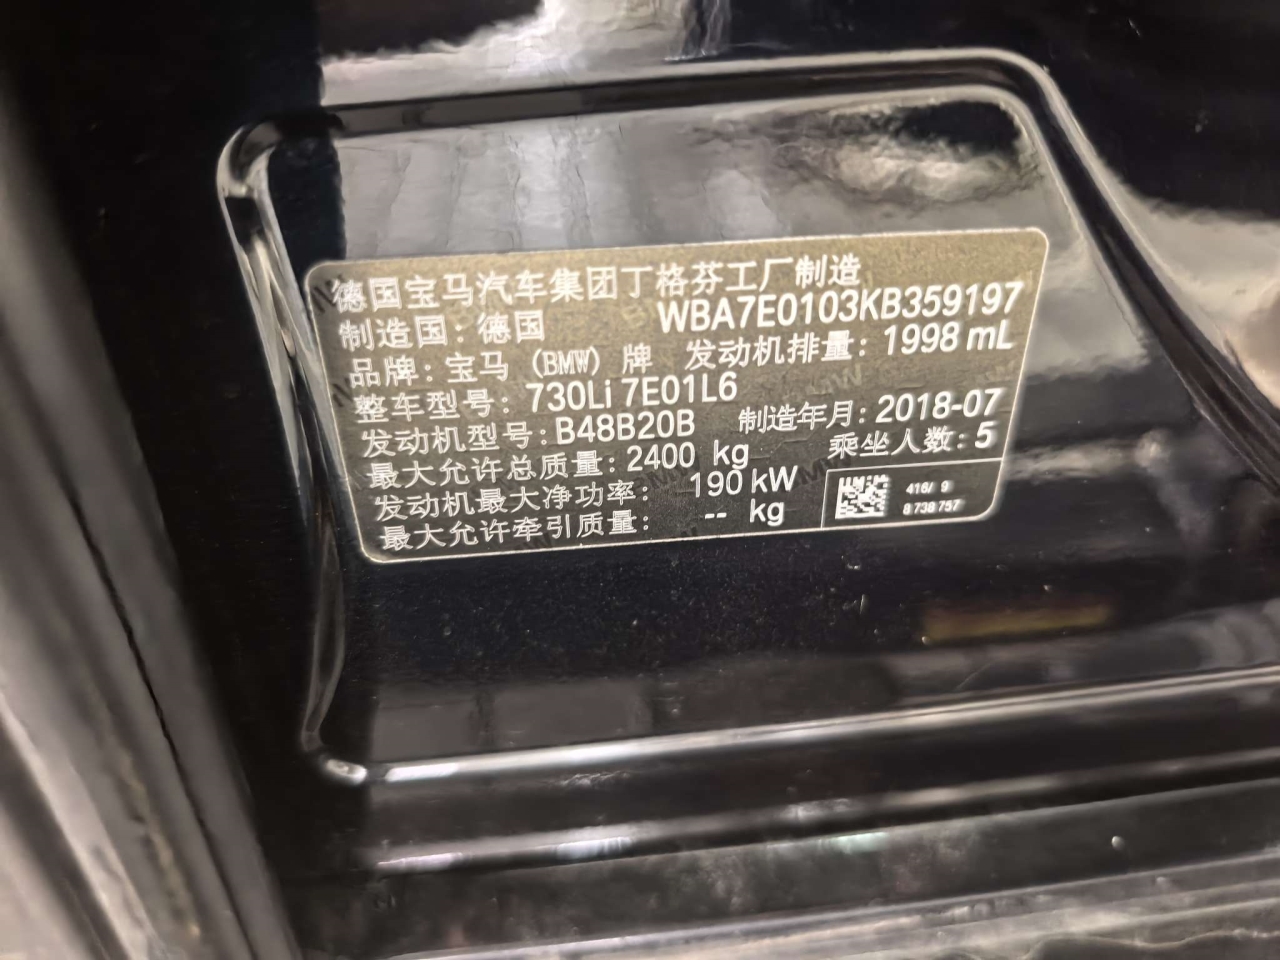 德国宝马汽车集团丁格芬工厂制造
制造国：德国 WBA7E0103KB359197
品牌：宝马（BMW）牌 发动机排量：1998 mL
整车型号：730Li 7E01L6
发动机型号：B48B20B 制造年月：2018-07
最大允许总质量：2400 kg 乘坐人数：5
发动机最大净功率： 190 kW
最大允许牵引质量： -- kg
416/ 9
8 738 757